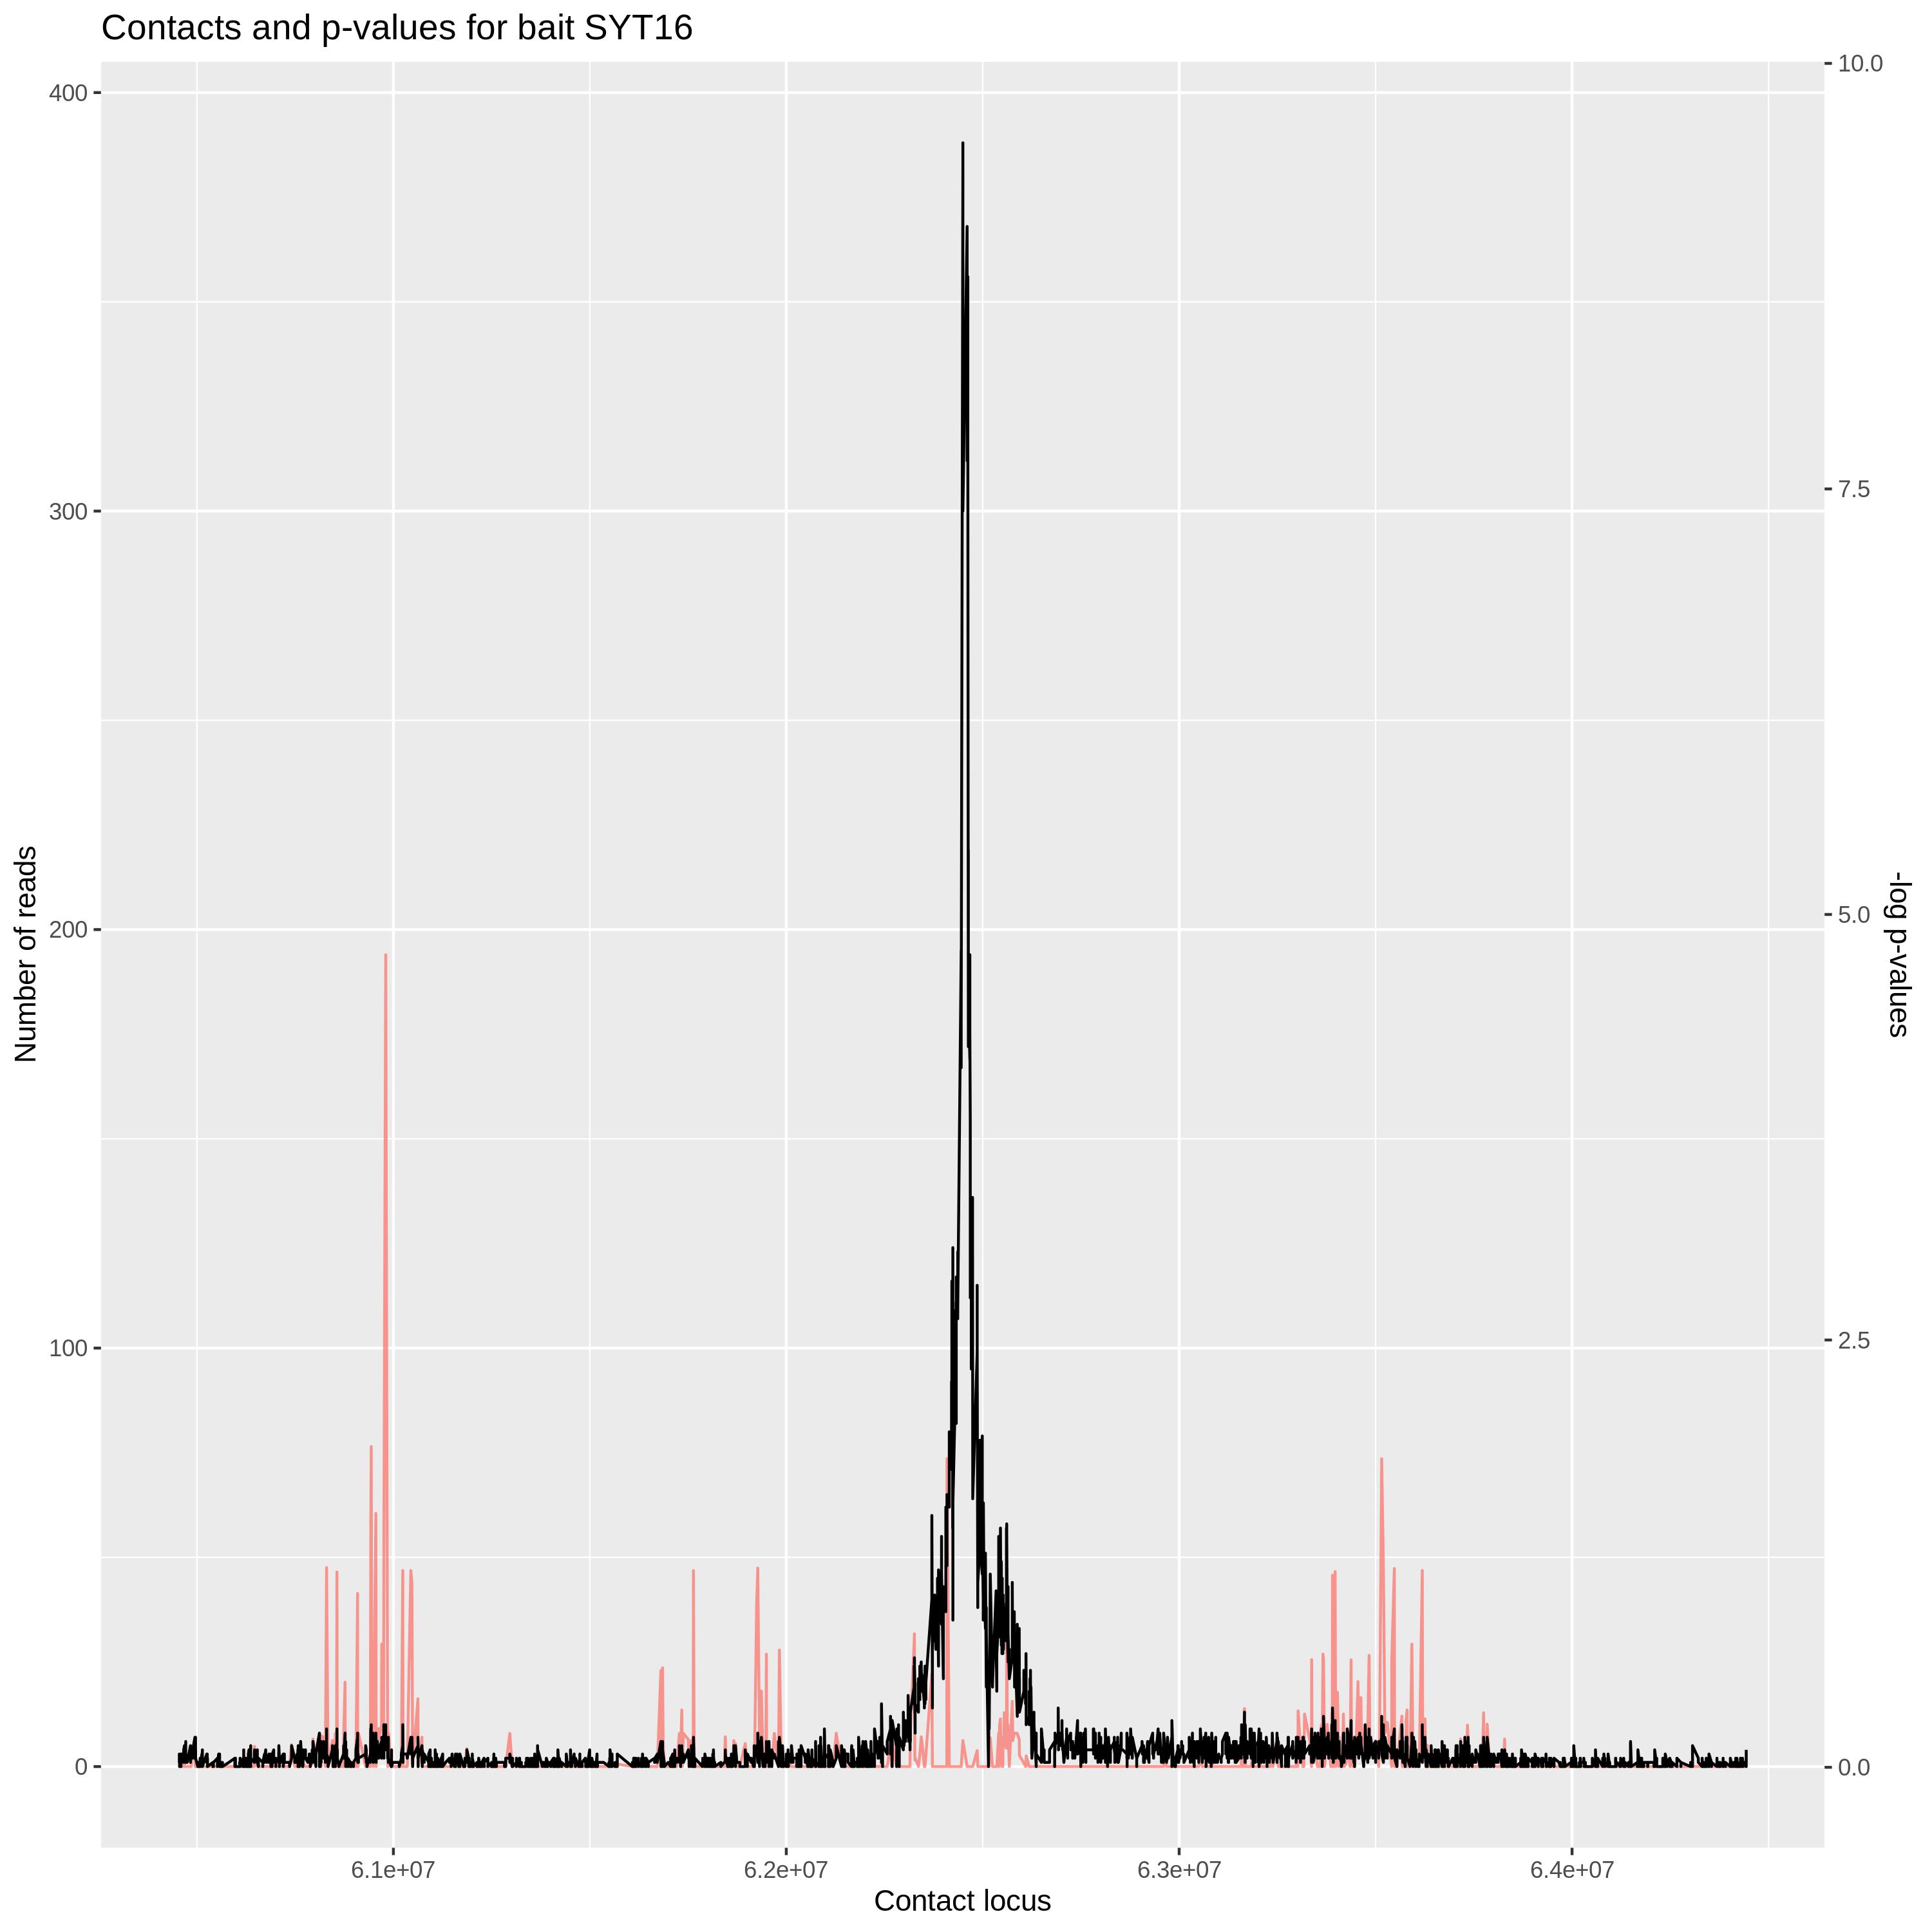 Contacts and p-values for bait SYT16
400
300
200
100
0
Number of reads
10.0
7.5
5.0
2.5
0.0
-log p-values
6.1e+07
6.2e+07
6.3e+07
6.4e+07
Contact locus